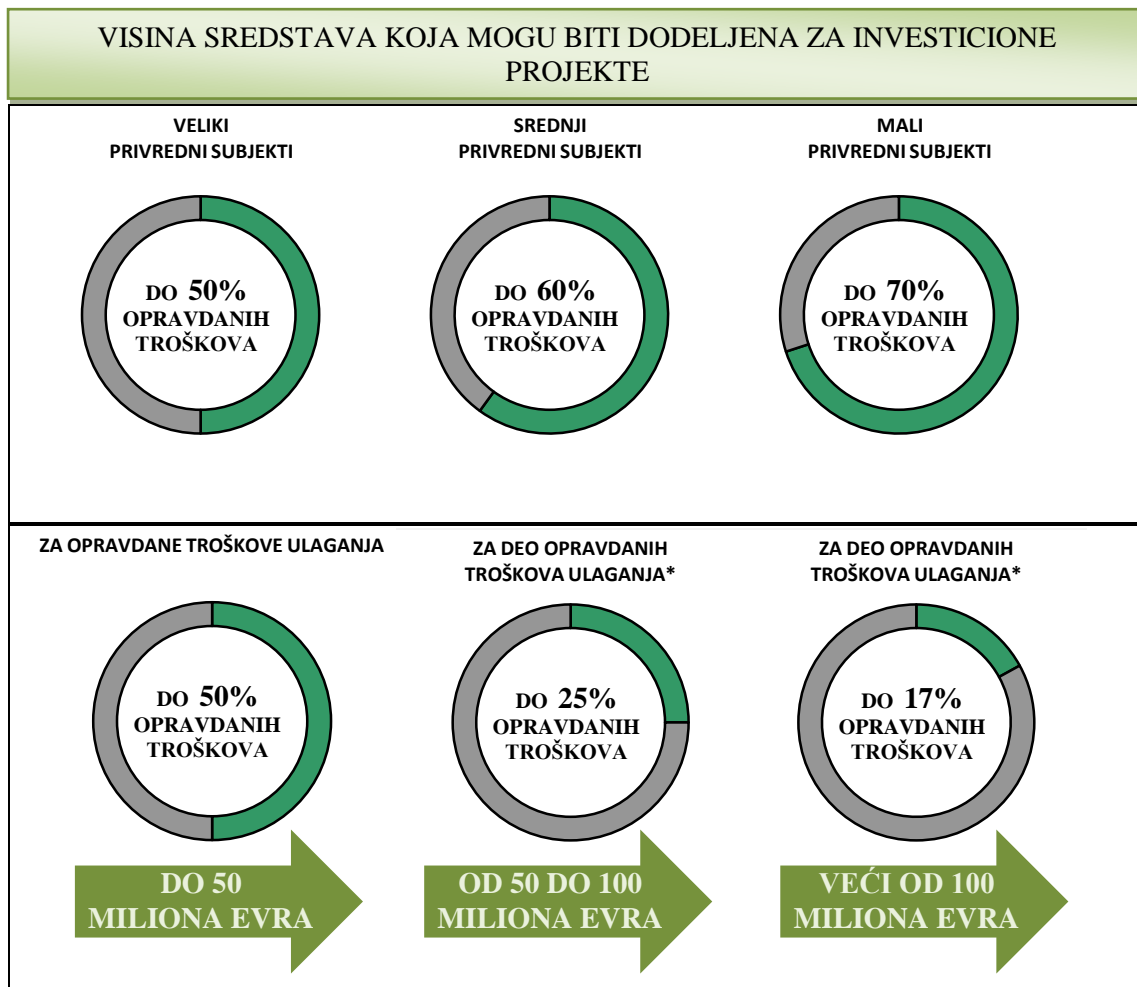 VISINA SREDSTAVA KOJA MOGU BITI DODELJENA ZA INVESTICIONE
PROJEKTE
VELIKI
PRIVREDNI SUBJEKTI
DO 50%
OPRAVDANIH
TROŠKOVA
SREDNJI
PRIVREDNI SUBJEKTI
DO 60%
OPRAVDANIH
TROŠKOVA
MALI
PRIVREDNI SUBJEKTI
DO 70%
OPRAVDANIH
TROŠKOVA
ZA OPRAVDANE TROŠKOVE ULAGANJA
DO 50%
OPRAVDANIH
TROŠKOVA
DO 50
MILIONA EVRA
ZA DEO OPRAVDANIH
TROŠKOVA ULAGANJA*
DO 25%
OPRAVDANIH
TROŠKOVA
OD 50 DO 100
MILIONA EVRA
ZA DEO OPRAVDANIH
TROŠKOVA ULAGANJA*
DO 17%
OPRAVDANIH
TROŠKOVA
VEĆI OD 100
MILIONA EVRA